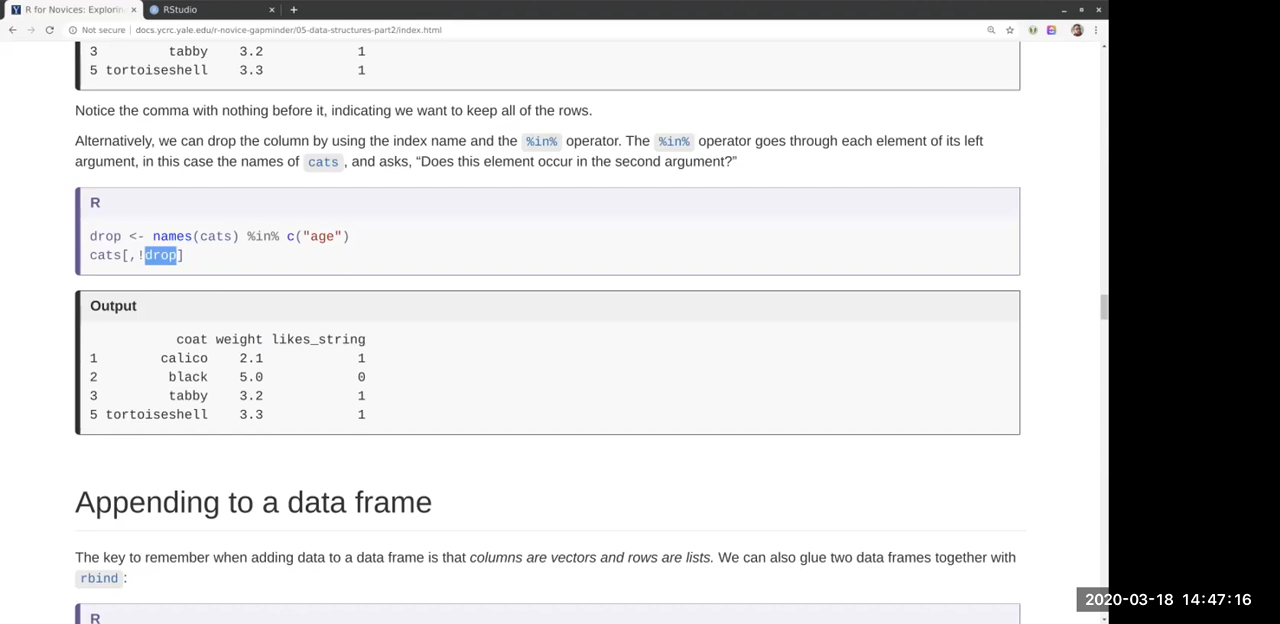 R for Novices: Explorin
RStudio
Not secure
docs.ycrc.yale.edu/r-novice-gapminder/05-data-structures-part2/index.html
3 tabby 3.2 1
5 tortoiseshell 3.3 1
Notice the comma with nothing before it, indicating we want to keep all of the rows.
Alternatively, we can drop the column by using the index name and the %in% operator. The %in% operator goes through each element of its left
argument, in this case the names of cats, and asks, “Does this element occur in the second argument?”
R
drop <- names(cats) %in% c("age")
cats[,!drop]
Output
coat weight likes_string
1 calico 2.1 1
2 black 5.0 0
3 tabby 3.2 1
5 tortoiseshell 3.3 1
Appending to a data frame
The key to remember when adding data to a data frame is that columns are vectors and rows are lists. We can also glue two data frames together with
rbind:
R
2020-03-18 14:47:16